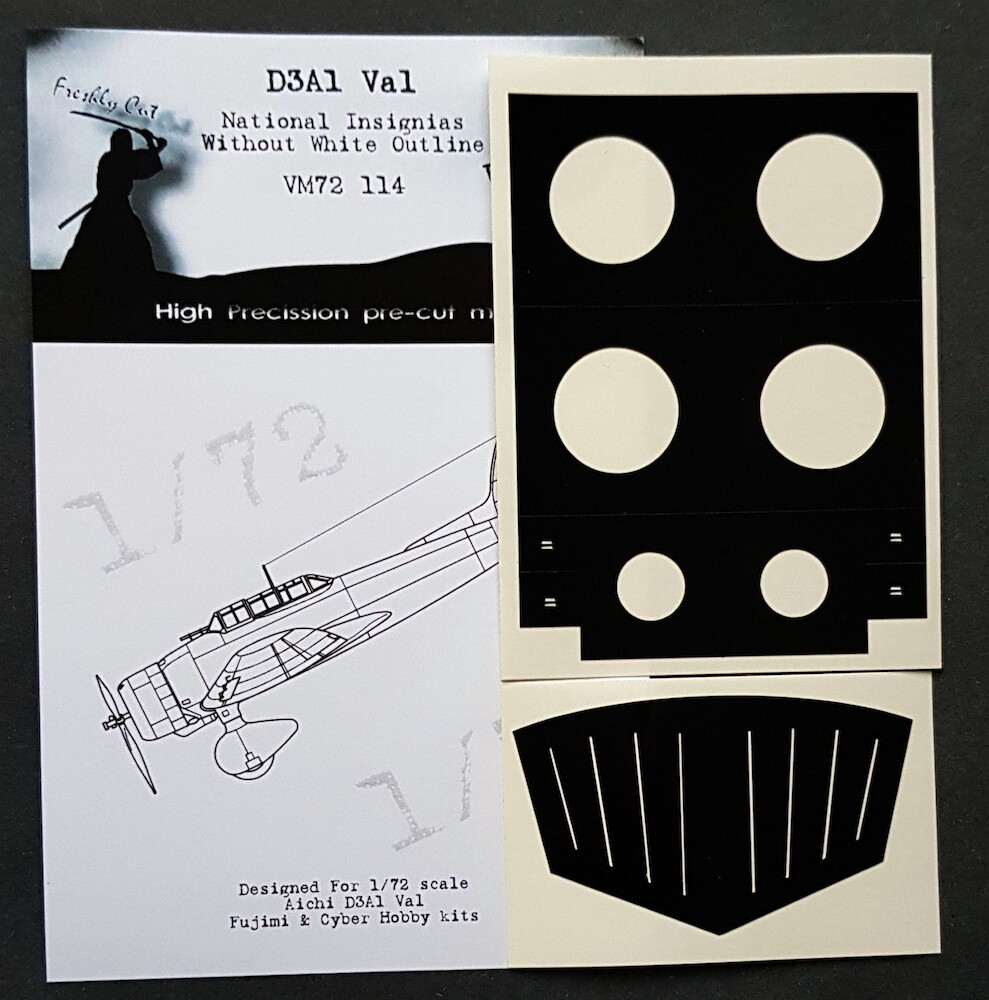 Freshly Cut
D3A1 Val
National Insignias
Without White Outline
VM72 114
High Precission pre-cut m
1/72
1/
Designed For 1/72 scale
Aichi D3A1 Val
Fujimi & Cyber Hobby kits